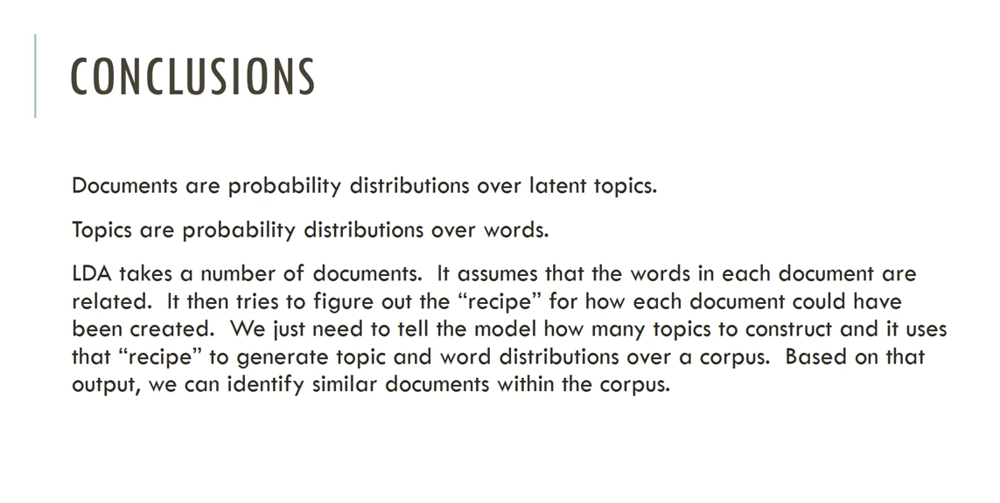 CONCLUSIONS
Documents are probability distributions over latent topics.
Topics are probability distributions over words.
LDA takes a number of documents.  It assumes that the words in each document are
related.  It then tries to figure out the “recipe” for how each document could have
been created.  We just need to tell the model how many topics to construct and it uses
that “recipe” to generate topic and word distributions over a corpus.  Based on that
output, we can identify similar documents within the corpus.